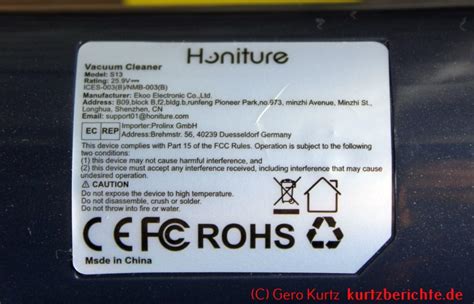 Honiture
Vacuum Cleaner
Model: S13
Rating: 25.9V
ICES-003(B)/NMB-003(B)
Manufacturer: Ekoo Electronic Co.,Ltd.
Address: B09,block B,f2,bldg.b,runfeng Pioneer Park,no.973, minzhi Avenue, Minzhi St.,
Longhua, Shenzhen, CN
Email: support01@honiture.com
EC REP
Importer:Prolinx GmbH
Address:Brehmstr. 56, 40239 Duesseldorf Germany
This device complies with Part 15 of the FCC Rules. Operation is subject to the following
two conditions:
(1) this device may not cause harmful interference, and
(2) this device must accept any interference received, including interference that may cause
undesired operation.
CAUTION
Do not expose the device to high temperature.
Do not disassemble, crush or solder.
Do not throw into fire or water.
CE FC ROHS
Made in China
(C) Gero Kurtz kurtzberichte.de